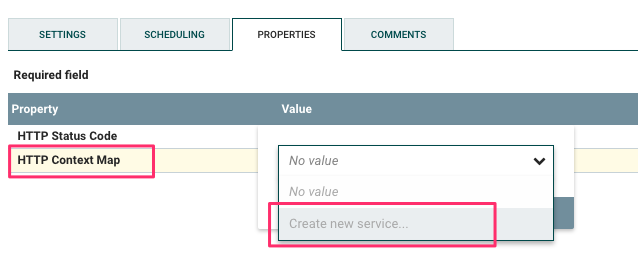 SETTINGS
SCHEDULING
PROPERTIES
COMMENTS
Required field
Property Value
HTTP Status Code
HTTP Context Map
No value
No value
Create new service...